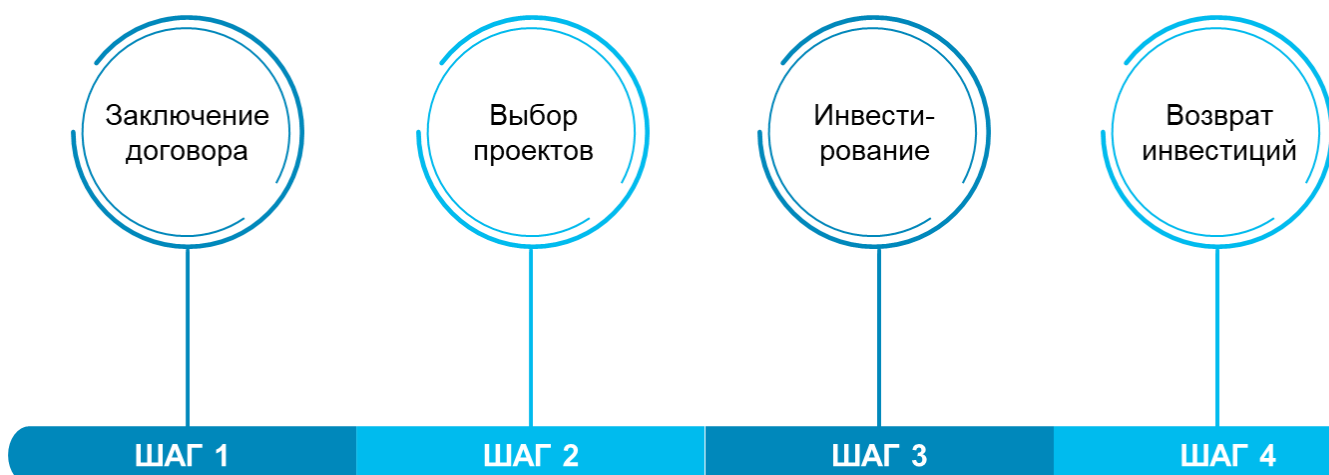 Заключение
договора
Выбор
проектов
Инвести-
рование
Возврат
инвестиций
ШАГ 1
ШАГ 2
ШАГ 3
ШАГ 4